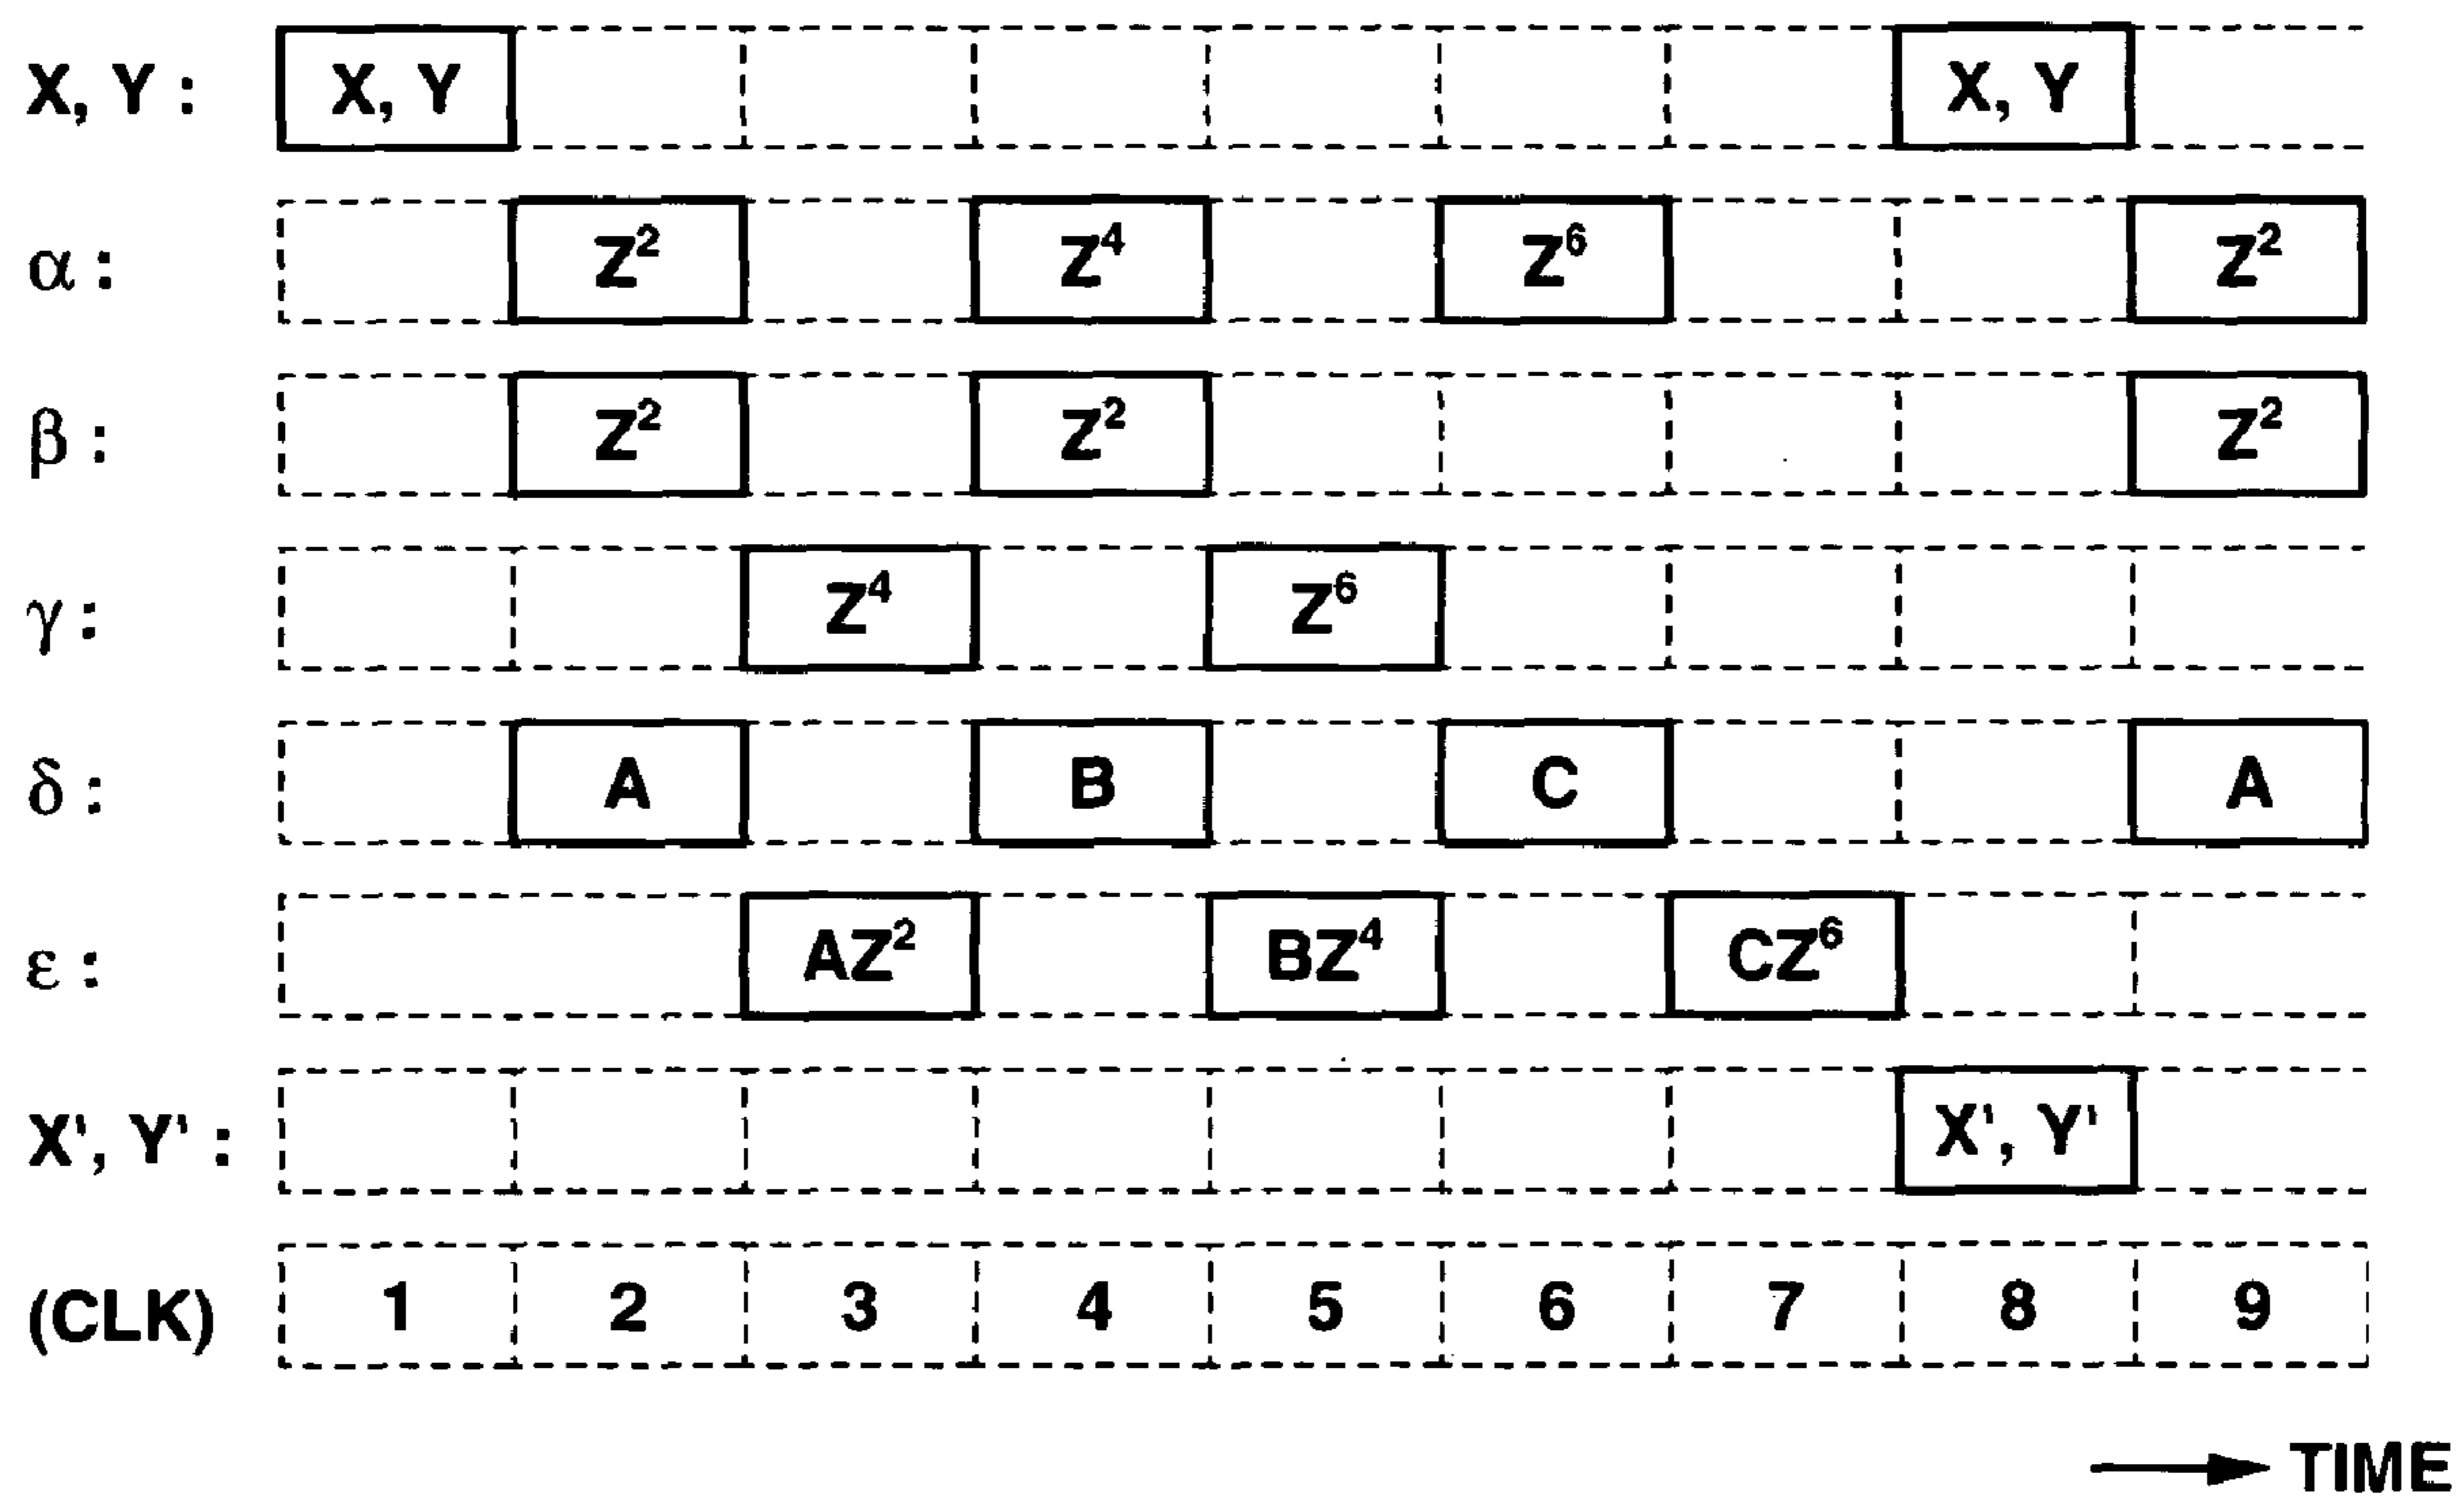 X, Y : X, Y X, Y
α : Z² Z⁴ Z⁶ Z²
β : Z² Z² Z²
γ : Z⁴ Z⁶
δ : A B C A
ε : AZ² BZ⁴ CZ⁶
X', Y' : X', Y'
(CLK) 1 2 3 4 5 6 7 8 9
TIME